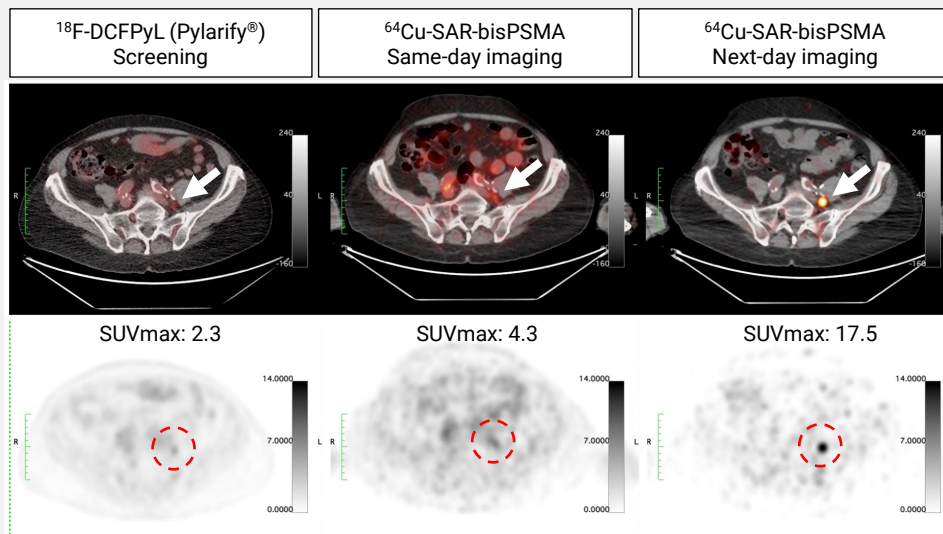 ¹⁸F-DCFPyL (Pylarify®)
Screening
⁶⁴Cu-SAR-bisPSMA
Same-day imaging
⁶⁴Cu-SAR-bisPSMA
Next-day imaging
240
40
-160
R
L
240
40
-160
R
L
240
40
-160
R
SUVmax: 2.3
SUVmax: 4.3
SUVmax: 17.5
14.0000
7.0000
0.0000
R
L
14.0000
7.0000
0.0000
R
L
14.0000
7.0000
0.0000
R